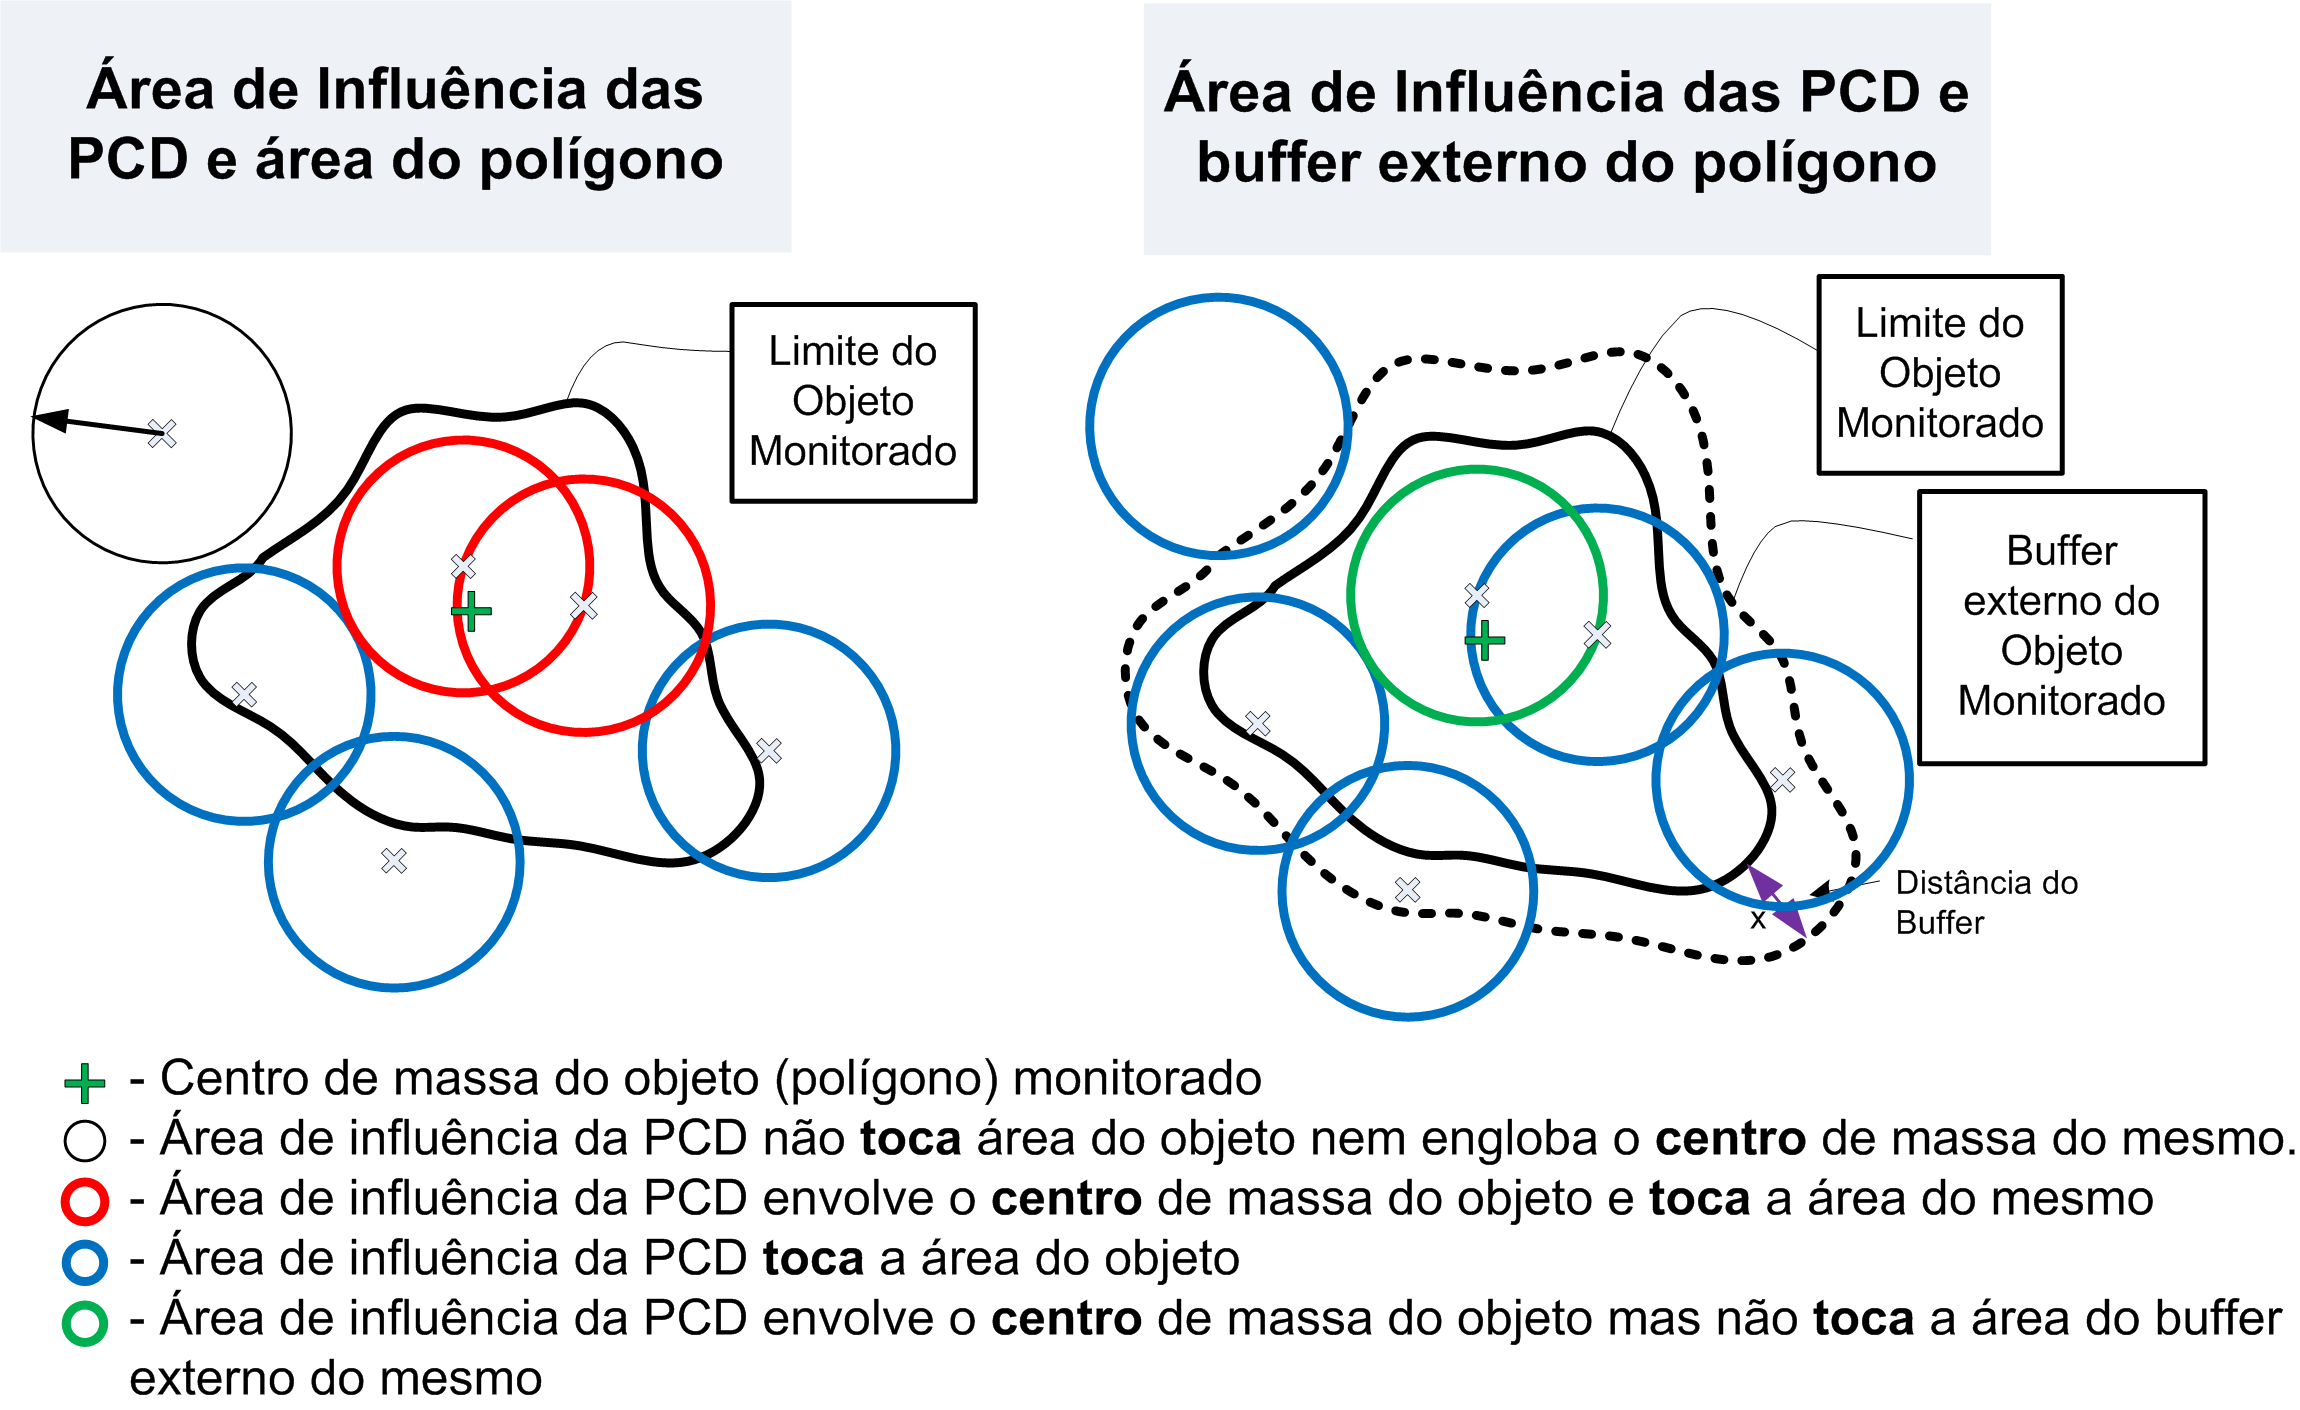 Área de Influência das
PCD e área do polígono
Área de Influência das PCD e
buffer externo do polígono
Limite do
Objeto
Monitorado
Limite do
Objeto
Monitorado
Buffer
externo do
Objeto
Monitorado
Distância do
Buffer
x
- Centro de massa do objeto (polígono) monitorado
- Área de influência da PCD não toca área do objeto nem engloba o centro de massa do mesmo.
- Área de influência da PCD envolve o centro de massa do objeto e toca a área do mesmo
- Área de influência da PCD toca a área do objeto
- Área de influência da PCD envolve o centro de massa do objeto mas não toca a área do buffer
externo do mesmo